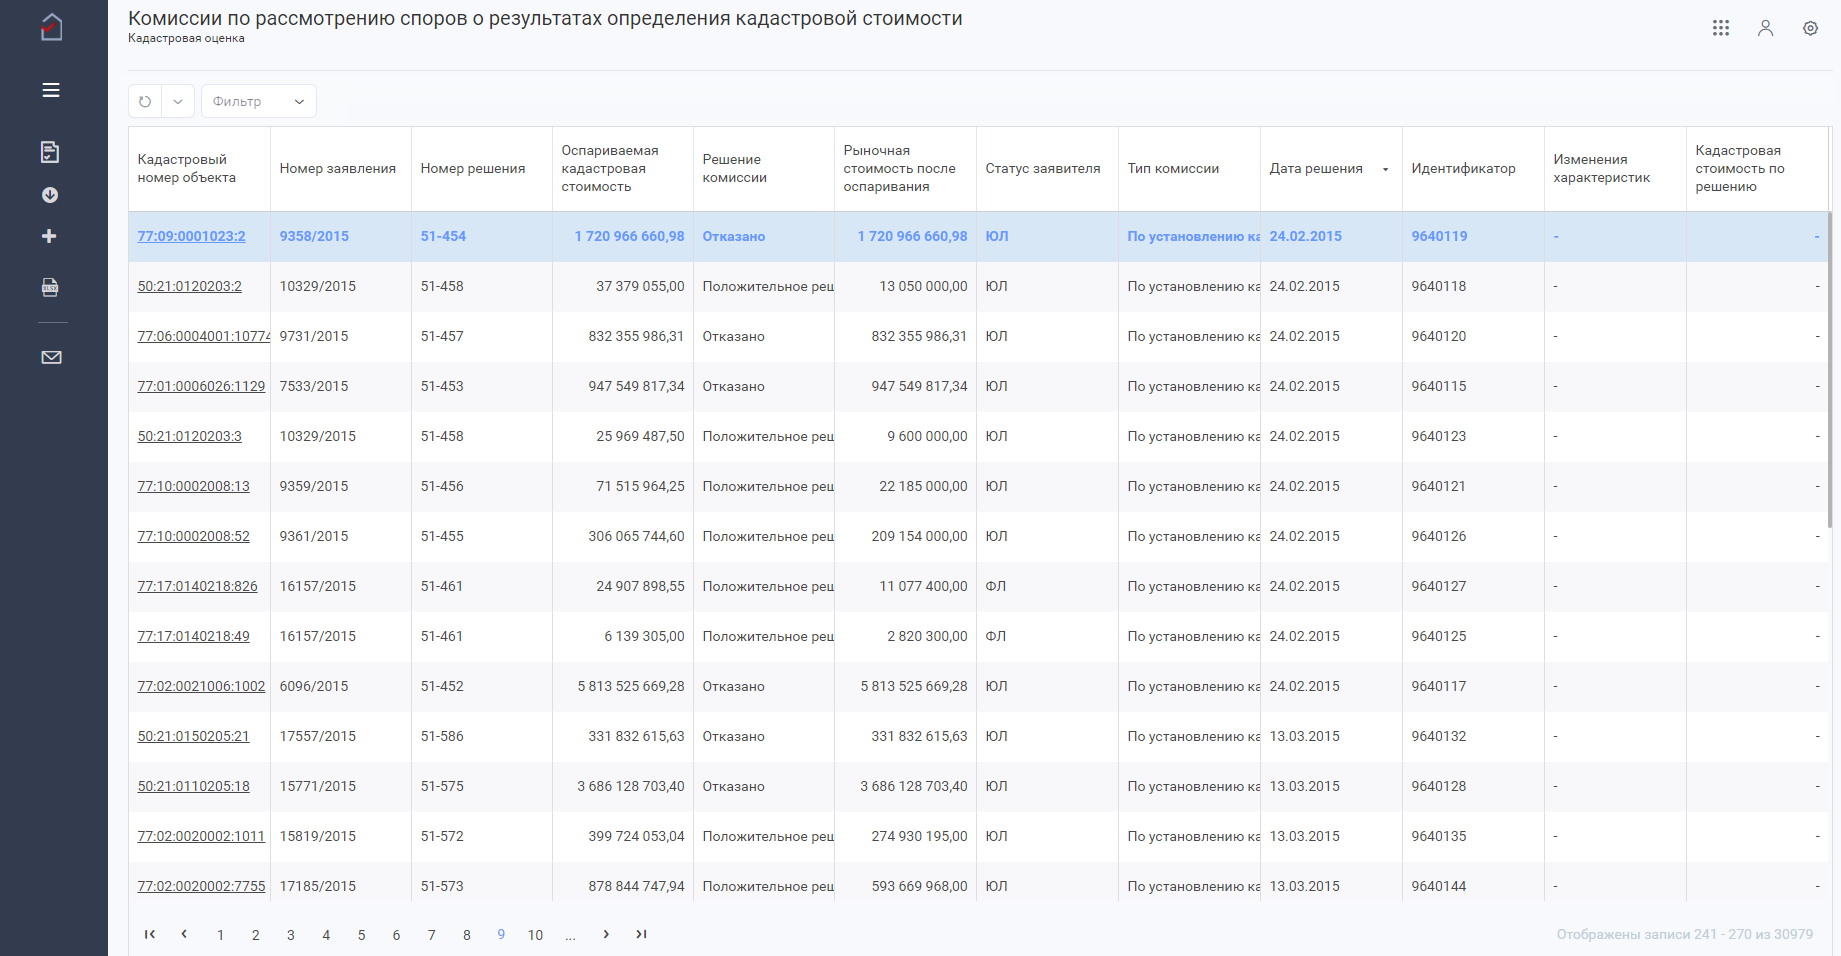 Комиссии по рассмотрению споров о результатах определения кадастровой стоимости
Кадастровая оценка
Фильтр
Кадастровый номер объекта	Номер заявления	Номер решения	Оспариваемая кадастровая стоимость	Решение комиссии	Рыночная стоимость после оспаривания	Статус заявителя	Тип комиссии	Дата решения	Идентификатор	Изменения характеристик	Кадастровая стоимость по решению
77:09:0001023:2	9358/2015	51-454	1 720 966 660,98	Отказано	1 720 966 660,98	ЮЛ	По установлению ка	24.02.2015	9640119	-	-
50:21:0120203:2	10329/2015	51-458	37 379 055,00	Положительное реш	13 050 000,00	ЮЛ	По установлению ка	24.02.2015	9640118	-	-
77:06:0004001:10774	9731/2015	51-457	832 355 986,31	Отказано	832 355 986,31	ЮЛ	По установлению ка	24.02.2015	9640120	-	-
77:01:0006026:1129	7533/2015	51-453	947 549 817,34	Отказано	947 549 817,34	ЮЛ	По установлению ка	24.02.2015	9640115	-	-
50:21:0120203:3	10329/2015	51-458	25 969 487,50	Положительное реш	9 600 000,00	ЮЛ	По установлению ка	24.02.2015	9640123	-	-
77:10:0002008:13	9359/2015	51-456	71 515 964,25	Положительное реш	22 185 000,00	ЮЛ	По установлению ка	24.02.2015	9640121	-	-
77:10:0002008:52	9361/2015	51-455	306 065 744,60	Положительное реш	209 154 000,00	ЮЛ	По установлению ка	24.02.2015	9640126	-	-
77:17:0140218:826	16157/2015	51-461	24 907 898,55	Положительное реш	11 077 400,00	ФЛ	По установлению ка	24.02.2015	9640127	-	-
77:17:0140218:49	16157/2015	51-461	6 139 305,00	Положительное реш	2 820 300,00	ФЛ	По установлению ка	24.02.2015	9640125	-	-
77:02:0021006:1002	6096/2015	51-452	5 813 525 669,28	Отказано	5 813 525 669,28	ЮЛ	По установлению ка	24.02.2015	9640117	-	-
50:21:0150205:21	17557/2015	51-586	331 832 615,63	Отказано	331 832 615,63	ЮЛ	По установлению ка	13.03.2015	9640132	-	-
50:21:0110205:18	15771/2015	51-575	3 686 128 703,40	Отказано	3 686 128 703,40	ЮЛ	По установлению ка	13.03.2015	9640128	-	-
77:02:0020002:1011	15819/2015	51-572	399 724 053,04	Положительное реш	274 930 195,00	ЮЛ	По установлению ка	13.03.2015	9640135	-	-
77:02:0020002:7755	17185/2015	51-573	878 844 747,94	Положительное реш	593 669 968,00	ЮЛ	По установлению ка	13.03.2015	9640144	-	-
1 2 3 4 5 6 7 8 9 10 ...
Отображены записи 241 - 270 из 30979
XLSX